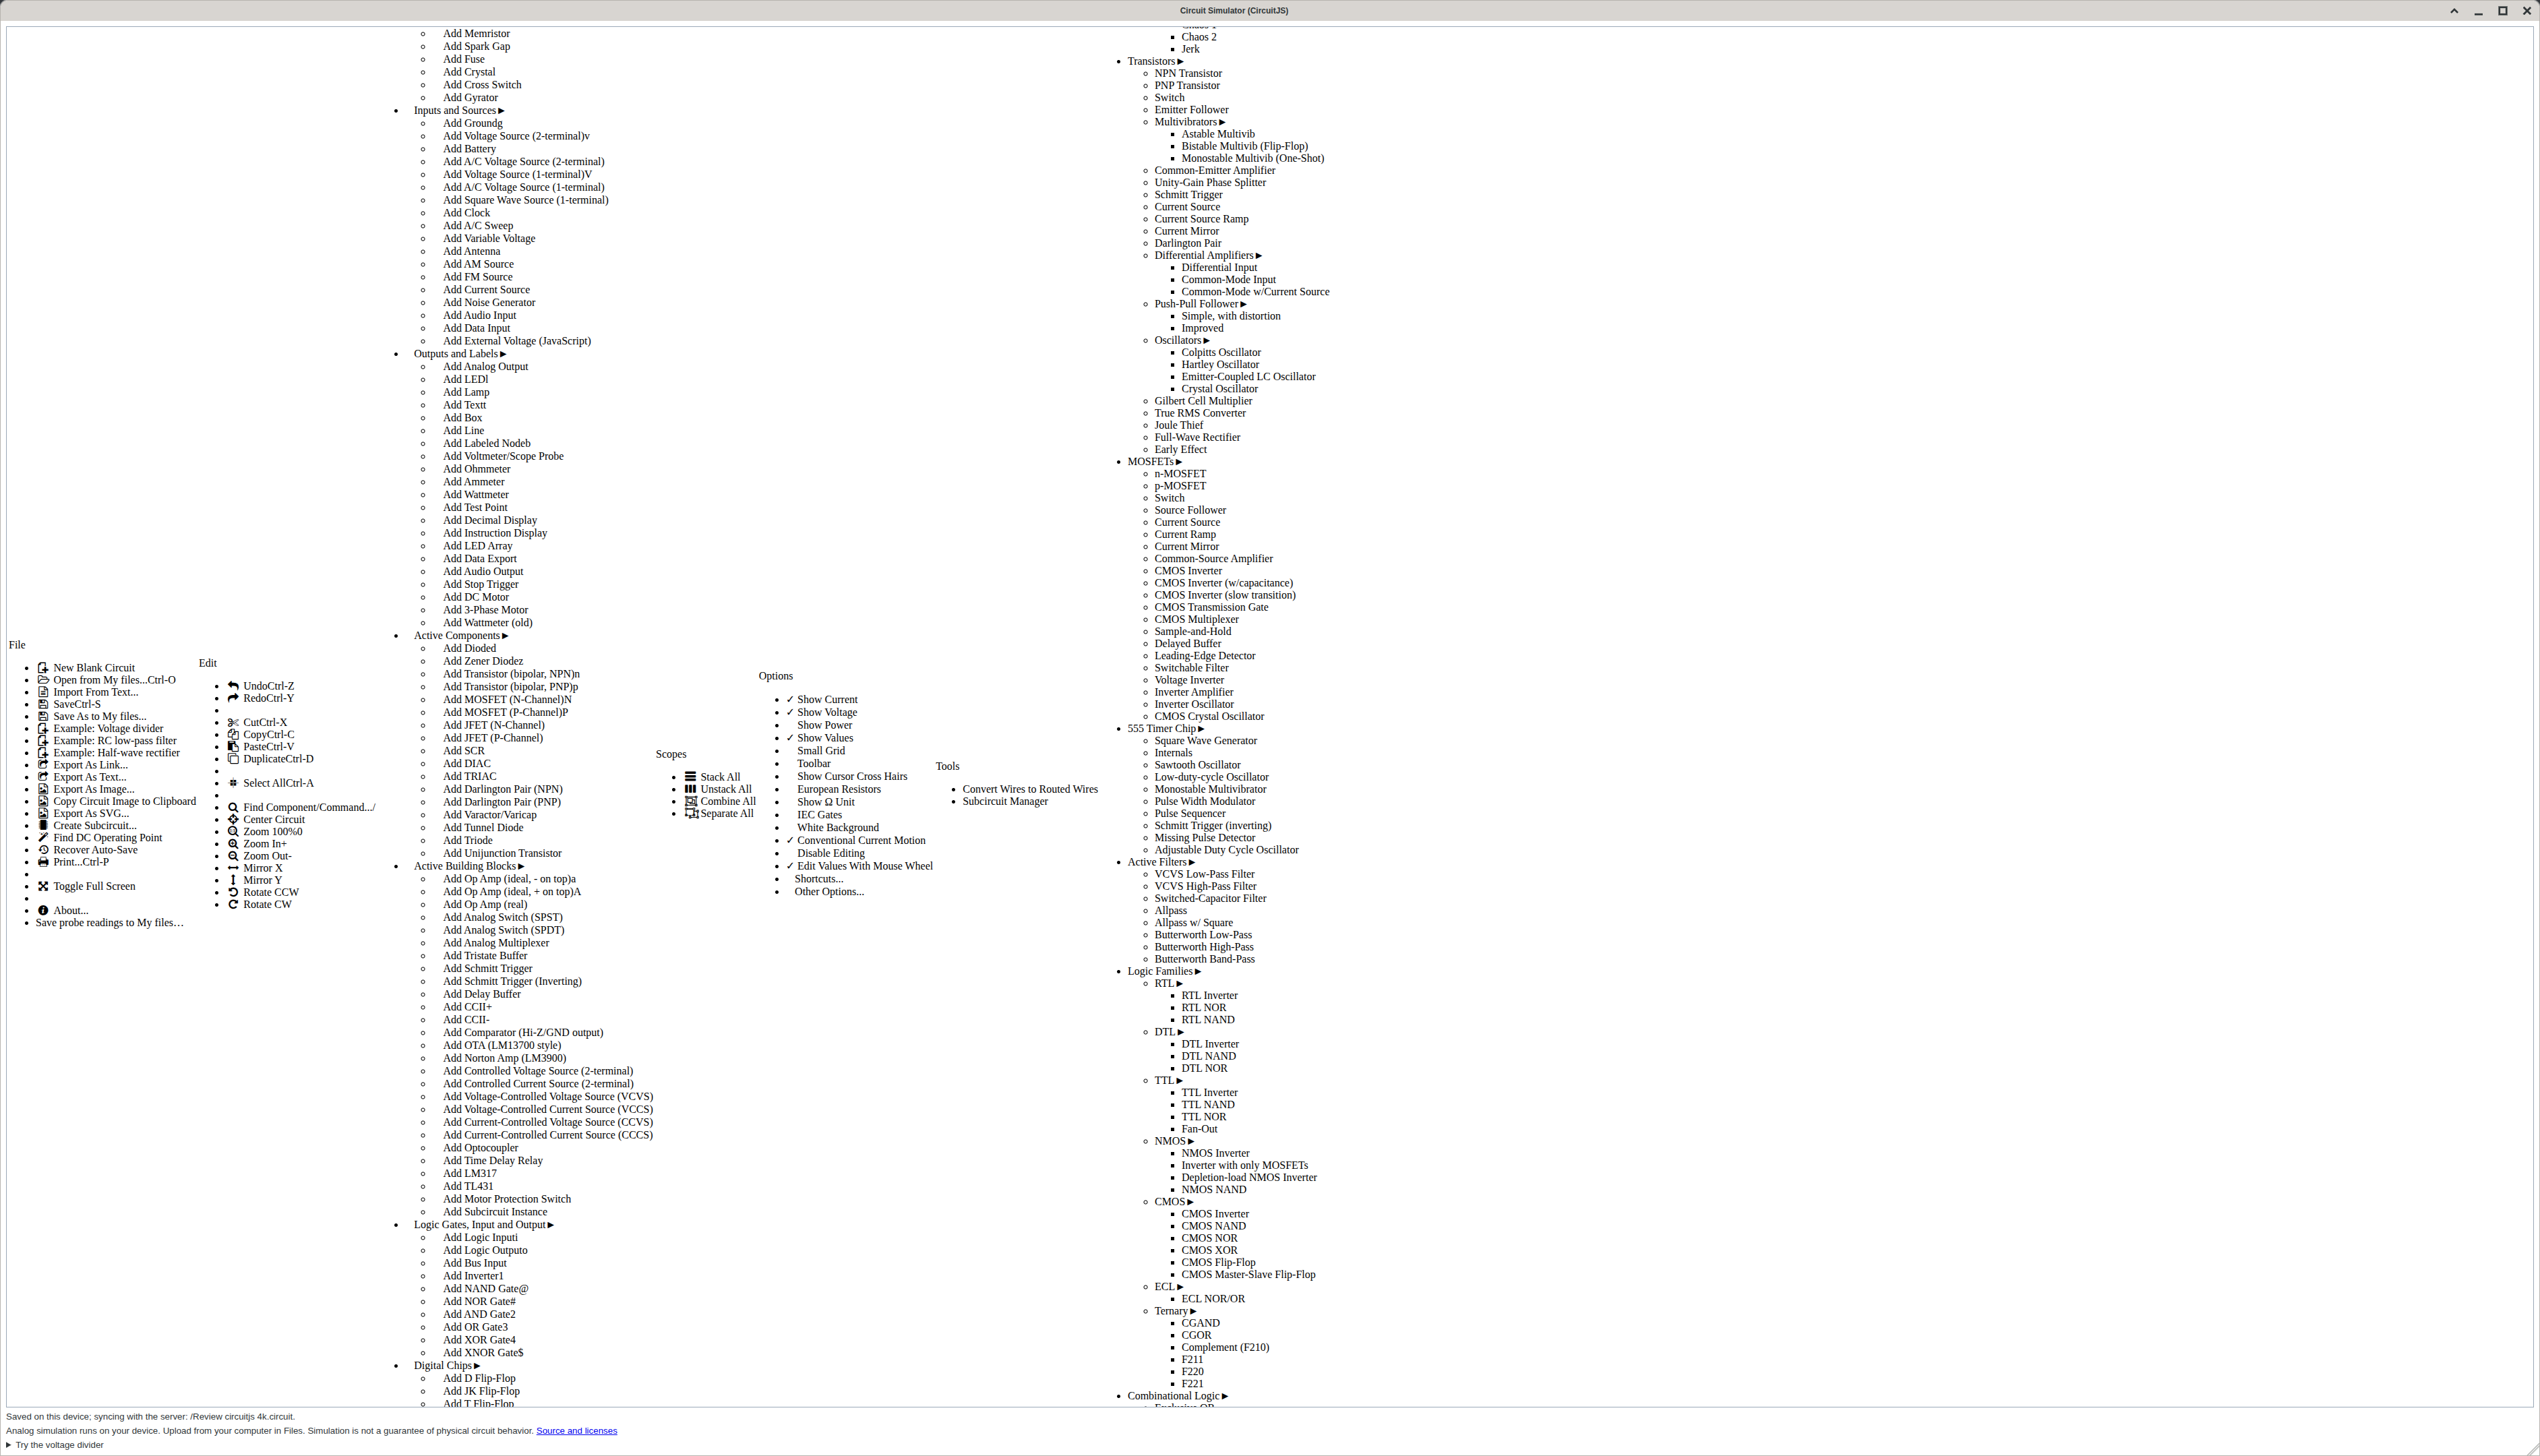 Circuit Simulator (CircuitJS)
File
New Blank Circuit
Open from My files...Ctrl-O
Import From Text...
SaveCtrl-S
Save As to My files...
Example: Voltage divider
Example: RC low-pass filter
Example: Half-wave rectifier
Export As Link...
Export As Text...
Export As Image...
Copy Circuit Image to Clipboard
Export As SVG...
Create Subcircuit...
Find DC Operating Point
Recover Auto-Save
Print...Ctrl-P
Toggle Full Screen
About...
Save probe readings to My files…
Edit
UndoCtrl-Z
RedoCtrl-Y
CutCtrl-X
CopyCtrl-C
PasteCtrl-V
DuplicateCtrl-D
Select AllCtrl-A
Find Component/Command.../
Center Circuit
Zoom 100%0
Zoom In+
Zoom Out-
Mirror X
Mirror Y
Rotate CCW
Rotate CW
Add Memristor
Add Spark Gap
Add Fuse
Add Crystal
Add Cross Switch
Add Gyrator
Inputs and Sources►
Add Groundg
Add Voltage Source (2-terminal)v
Add Battery
Add A/C Voltage Source (2-terminal)
Add Voltage Source (1-terminal)V
Add A/C Voltage Source (1-terminal)
Add Square Wave Source (1-terminal)
Add Clock
Add A/C Sweep
Add Variable Voltage
Add Antenna
Add AM Source
Add FM Source
Add Current Source
Add Noise Generator
Add Audio Input
Add Data Input
Add External Voltage (JavaScript)
Outputs and Labels►
Add Analog Output
Add LEDl
Add Lamp
Add Textt
Add Box
Add Line
Add Labeled Nodeb
Add Voltmeter/Scope Probe
Add Ohmmeter
Add Ammeter
Add Wattmeter
Add Test Point
Add Decimal Display
Add Instruction Display
Add LED Array
Add Data Export
Add Audio Output
Add Stop Trigger
Add DC Motor
Add 3-Phase Motor
Add Wattmeter (old)
Active Components►
Add Dioded
Add Zener Diodez
Add Transistor (bipolar, NPN)n
Add Transistor (bipolar, PNP)p
Add MOSFET (N-Channel)N
Add MOSFET (P-Channel)P
Add JFET (N-Channel)
Add JFET (P-Channel)
Add SCR
Add DIAC
Add TRIAC
Add Darlington Pair (NPN)
Add Darlington Pair (PNP)
Add Varactor/Varicap
Add Tunnel Diode
Add Triode
Add Unijunction Transistor
Active Building Blocks►
Add Op Amp (ideal, - on top)a
Add Op Amp (ideal, + on top)A
Add Op Amp (real)
Add Analog Switch (SPST)
Add Analog Switch (SPDT)
Add Analog Multiplexer
Add Tristate Buffer
Add Schmitt Trigger
Add Schmitt Trigger (Inverting)
Add Delay Buffer
Add CCII+
Add CCII-
Add Comparator (Hi-Z/GND output)
Add OTA (LM13700 style)
Add Norton Amp (LM3900)
Add Controlled Voltage Source (2-terminal)
Add Controlled Current Source (2-terminal)
Add Voltage-Controlled Voltage Source (VCVS)
Add Voltage-Controlled Current Source (VCCS)
Add Current-Controlled Voltage Source (CCVS)
Add Current-Controlled Current Source (CCCS)
Add Optocoupler
Add Time Delay Relay
Add LM317
Add TL431
Add Motor Protection Switch
Add Subcircuit Instance
Logic Gates, Input and Output►
Add Logic Inputi
Add Logic Outputo
Add Bus Input
Add Inverter1
Add NAND Gate@
Add NOR Gate#
Add AND Gate2
Add OR Gate3
Add XOR Gate4
Add XNOR Gate$
Digital Chips►
Add D Flip-Flop
Add JK Flip-Flop
Add T Flip-Flop
Scopes
Stack All
Unstack All
Combine All
Separate All
Options
✓ Show Current
✓ Show Voltage
Show Power
✓ Show Values
Small Grid
Toolbar
Show Cursor Cross Hairs
European Resistors
Show Ω Unit
IEC Gates
White Background
✓ Conventional Current Motion
Disable Editing
✓ Edit Values With Mouse Wheel
Shortcuts...
Other Options...
Tools
Convert Wires to Routed Wires
Subcircuit Manager
Chaos 2
Jerk
Transistors►
NPN Transistor
PNP Transistor
Switch
Emitter Follower
Multivibrators►
Astable Multivib
Bistable Multivib (Flip-Flop)
Monostable Multivib (One-Shot)
Common-Emitter Amplifier
Unity-Gain Phase Splitter
Schmitt Trigger
Current Source
Current Source Ramp
Current Mirror
Darlington Pair
Differential Amplifiers►
Differential Input
Common-Mode Input
Common-Mode w/Current Source
Push-Pull Follower►
Simple, with distortion
Improved
Oscillators►
Colpitts Oscillator
Hartley Oscillator
Emitter-Coupled LC Oscillator
Crystal Oscillator
Gilbert Cell Multiplier
True RMS Converter
Joule Thief
Full-Wave Rectifier
Early Effect
MOSFETs►
n-MOSFET
p-MOSFET
Switch
Source Follower
Current Source
Current Ramp
Current Mirror
Common-Source Amplifier
CMOS Inverter
CMOS Inverter (w/capacitance)
CMOS Inverter (slow transition)
CMOS Transmission Gate
CMOS Multiplexer
Sample-and-Hold
Delayed Buffer
Leading-Edge Detector
Switchable Filter
Voltage Inverter
Inverter Amplifier
Inverter Oscillator
CMOS Crystal Oscillator
555 Timer Chip►
Square Wave Generator
Internals
Sawtooth Oscillator
Low-duty-cycle Oscillator
Monostable Multivibrator
Pulse Width Modulator
Pulse Sequencer
Schmitt Trigger (inverting)
Missing Pulse Detector
Adjustable Duty Cycle Oscillator
Active Filters►
VCVS Low-Pass Filter
VCVS High-Pass Filter
Switched-Capacitor Filter
Allpass
Allpass w/ Square
Butterworth Low-Pass
Butterworth High-Pass
Butterworth Band-Pass
Logic Families►
RTL►
RTL Inverter
RTL NOR
RTL NAND
DTL►
DTL Inverter
DTL NAND
DTL NOR
TTL►
TTL Inverter
TTL NAND
TTL NOR
Fan-Out
NMOS►
NMOS Inverter
Inverter with only MOSFETs
Depletion-load NMOS Inverter
NMOS NAND
CMOS►
CMOS Inverter
CMOS NAND
CMOS NOR
CMOS XOR
CMOS Flip-Flop
CMOS Master-Slave Flip-Flop
ECL►
ECL NOR/OR
Ternary►
CGAND
CGOR
Complement (F210)
F211
F220
F221
Combinational Logic►
Saved on this device; syncing with the server: /Review circuitjs 4k.circuit.
Analog simulation runs on your device. Upload from your computer in Files. Simulation is not a guarantee of physical circuit behavior. Source and licenses
Try the voltage divider